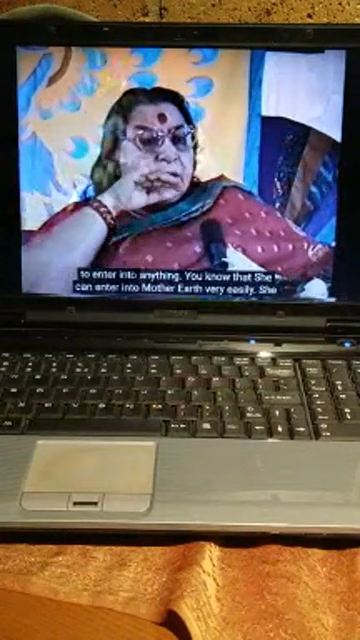 to enter into anything. You know that She
can enter into Mother Earth very easily. She